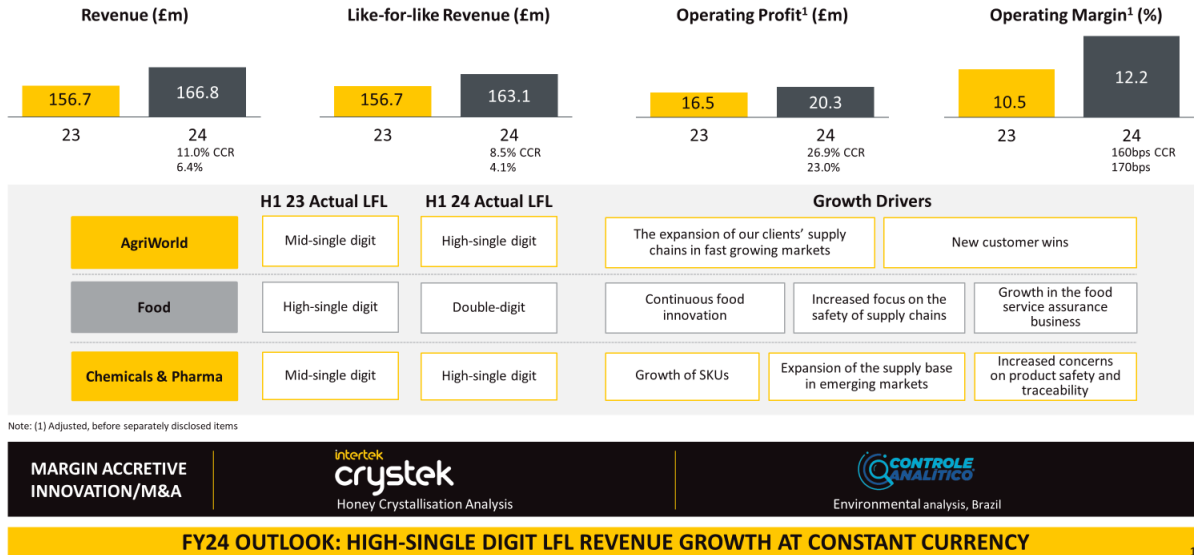 Revenue (£m)
156.7
166.8
23
24
11.0% CCR
6.4%
Like-for-like Revenue (£m)
156.7
163.1
23
24
8.5% CCR
4.1%
Operating Profit¹ (£m)
16.5
20.3
23
24
26.9% CCR
23.0%
Operating Margin¹ (%)
10.5
12.2
23
24
160bps CCR
170bps
H1 23 Actual LFL
H1 24 Actual LFL
Growth Drivers
AgriWorld
Mid-single digit
High-single digit
The expansion of our clients' supply
chains in fast growing markets
New customer wins
Food
High-single digit
Double-digit
Continuous food
innovation
Increased focus on the
safety of supply chains
Growth in the food
service assurance
business
Chemicals & Pharma
Mid-single digit
High-single digit
Growth of SKUs
Expansion of the supply base
in emerging markets
Increased concerns
on product safety and
traceability
Note: (1) Adjusted, before separately disclosed items
MARGIN ACCRETIVE
INNOVATION/M&A
intertek
crystek
Honey Crystallisation Analysis
CONTROLE
ANALÍTICO
Environmental analysis, Brazil
FY24 OUTLOOK: HIGH-SINGLE DIGIT LFL REVENUE GROWTH AT CONSTANT CURRENCY